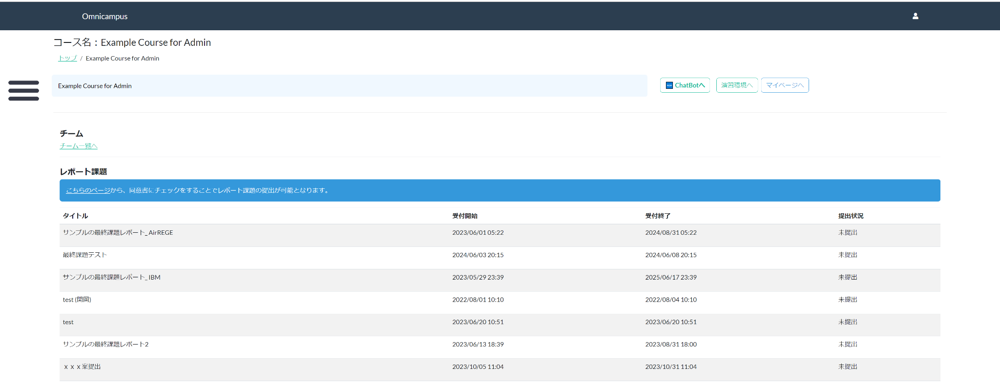 Omnicampus
コース名：Example Course for Admin
トップ / Example Course for Admin
Example Course for Admin
NEW ChatBotへ 演習環境へ マイページへ
チーム
チーム一覧へ
レポート課題
こちらのページから、同意書にチェックをすることでレポート課題の提出が可能となります。
タイトル 受付開始 受付終了 提出状況
サンプルの最終課題レポート_AirREGE 2023/06/01 05:22 2024/08/31 05:22 未提出
最終課題テスト 2024/06/03 20:15 2024/06/08 20:15 未提出
サンプルの最終課題レポート_IBM 2023/05/29 23:39 2025/06/17 23:39 未提出
test (関岡) 2022/08/01 10:10 2022/08/04 10:10 未提出
test 2023/06/20 10:51 2023/06/20 10:51 未提出
サンプルの最終課題レポート2 2023/06/13 18:39 2023/08/31 18:00 未提出
ｘｘｘ案提出 2023/10/05 11:04 2023/10/31 11:04 未提出